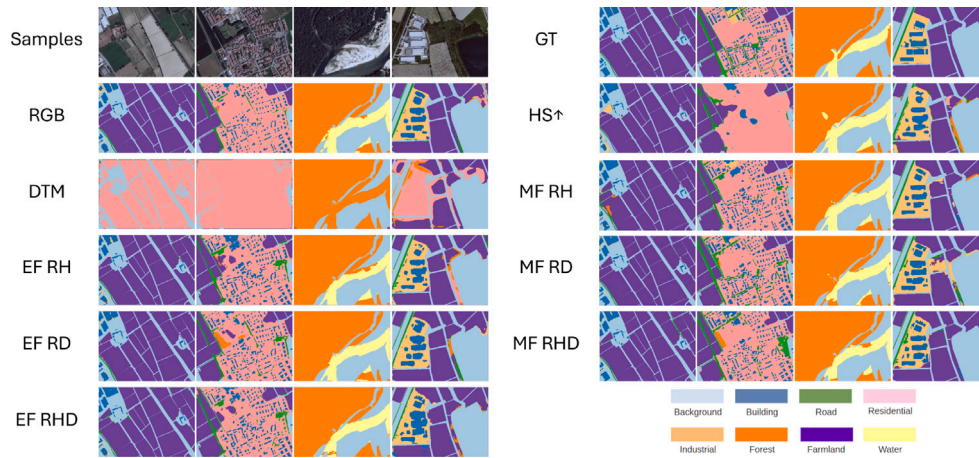 Samples
GT
RGB
HS↑
DTM
MF RH
EF RH
MF RD
EF RD
MF RHD
EF RHD
Background Building Road Residential
Industrial Forest Farmland Water